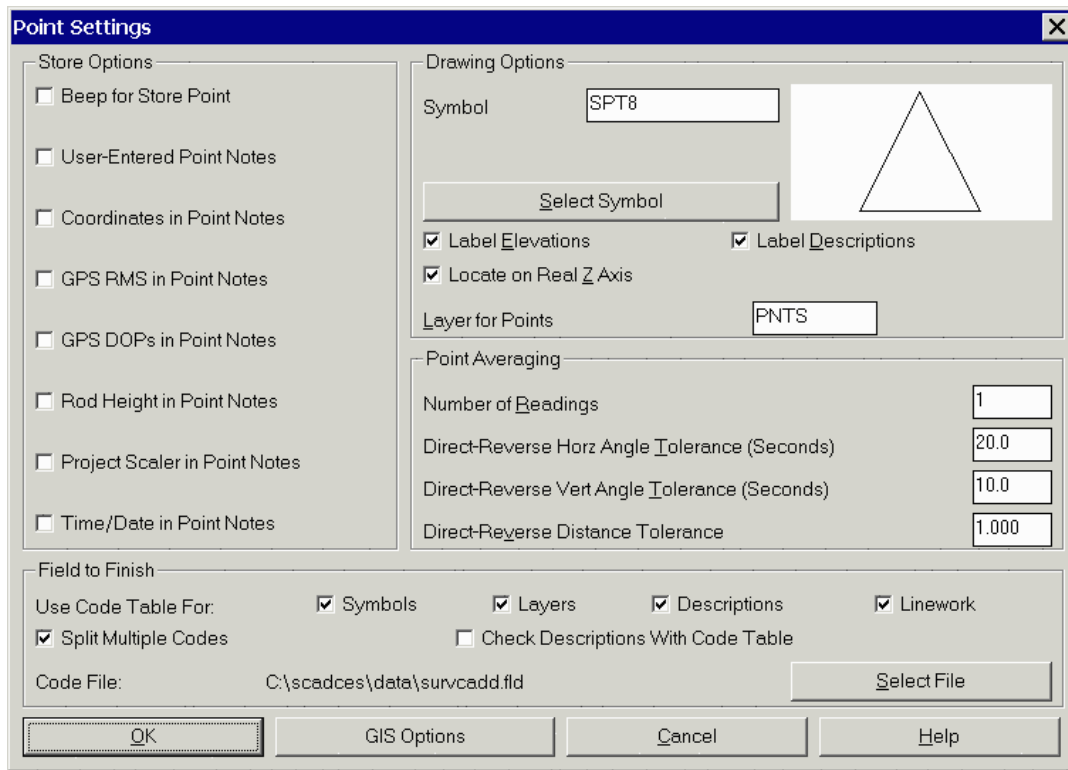 Point Settings
Store Options
Beep for Store Point
User-Entered Point Notes
Coordinates in Point Notes
GPS RMS in Point Notes
GPS DOPs in Point Notes
Rod Height in Point Notes
Project Scaler in Point Notes
Time/Date in Point Notes
Drawing Options
Symbol SPT8
Select Symbol
Label Elevations Label Descriptions
Locate on Real Z Axis
Layer for Points PNTS
Point Averaging
Number of Readings 1
Direct-Reverse Horz Angle Tolerance (Seconds) 20.0
Direct-Reverse Vert Angle Tolerance (Seconds) 10.0
Direct-Reverse Distance Tolerance 1.000
Field to Finish
Use Code Table For: Symbols Layers Descriptions Linework
Split Multiple Codes Check Descriptions With Code Table
Code File: C:\scadces\data\survcadd.fld Select File
OK GIS Options Cancel Help